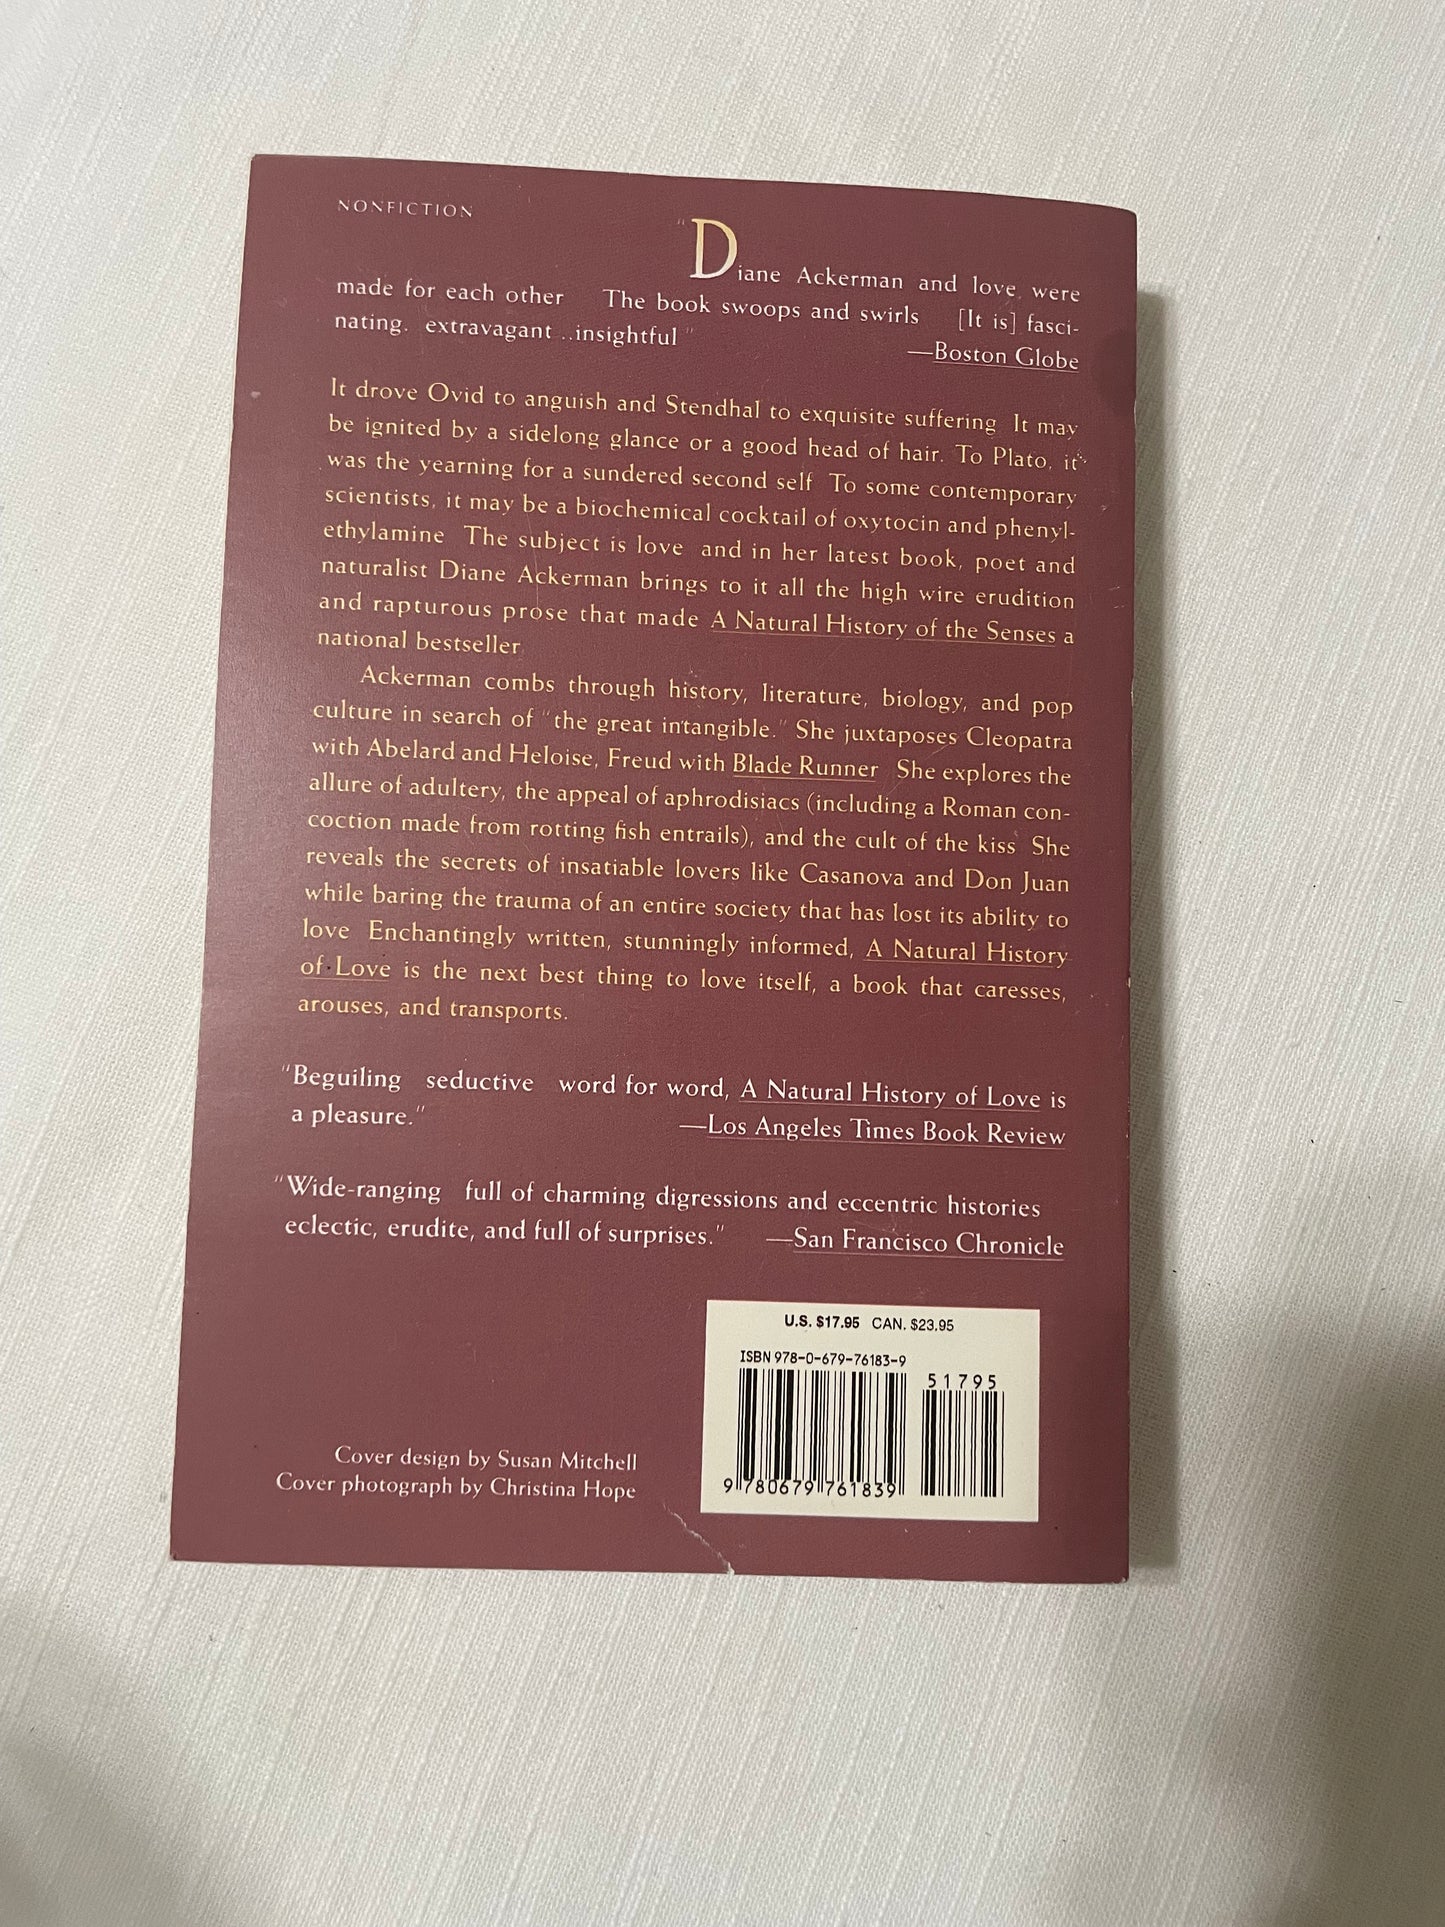 NONFICTION
"Diane Ackerman and love were
made for each other The book swoops and swirls [It is] fasci-
nating. extravagant ..insightful"
—Boston Globe
It drove Ovid to anguish and Stendhal to exquisite suffering It may
be ignited by a sidelong glance or a good head of hair. To Plato, it
was the yearning for a sundered second self To some contemporary
scientists, it may be a biochemical cocktail of oxytocin and phenyl-
ethylamine The subject is love and in her latest book, poet and
naturalist Diane Ackerman brings to it all the high wire erudition
and rapturous prose that made A Natural History of the Senses a
national bestseller
Ackerman combs through history, literature, biology, and pop
culture in search of "the great intangible." She juxtaposes Cleopatra
with Abelard and Heloise, Freud with Blade Runner She explores the
allure of adultery, the appeal of aphrodisiacs (including a Roman con-
coction made from rotting fish entrails), and the cult of the kiss She
reveals the secrets of insatiable lovers like Casanova and Don Juan
while baring the trauma of an entire society that has lost its ability to
love Enchantingly written, stunningly informed, A Natural History
of Love is the next best thing to love itself, a book that caresses,
arouses, and transports.
"Beguiling seductive word for word, A Natural History of Love is
a pleasure."
—Los Angeles Times Book Review
"Wide-ranging full of charming digressions and eccentric histories
eclectic, erudite, and full of surprises."
—San Francisco Chronicle
U.S. $17.95 CAN. $23.95
ISBN 978-0-679-76183-9
51795
9 780679 761839
Cover design by Susan Mitchell
Cover photograph by Christina Hope